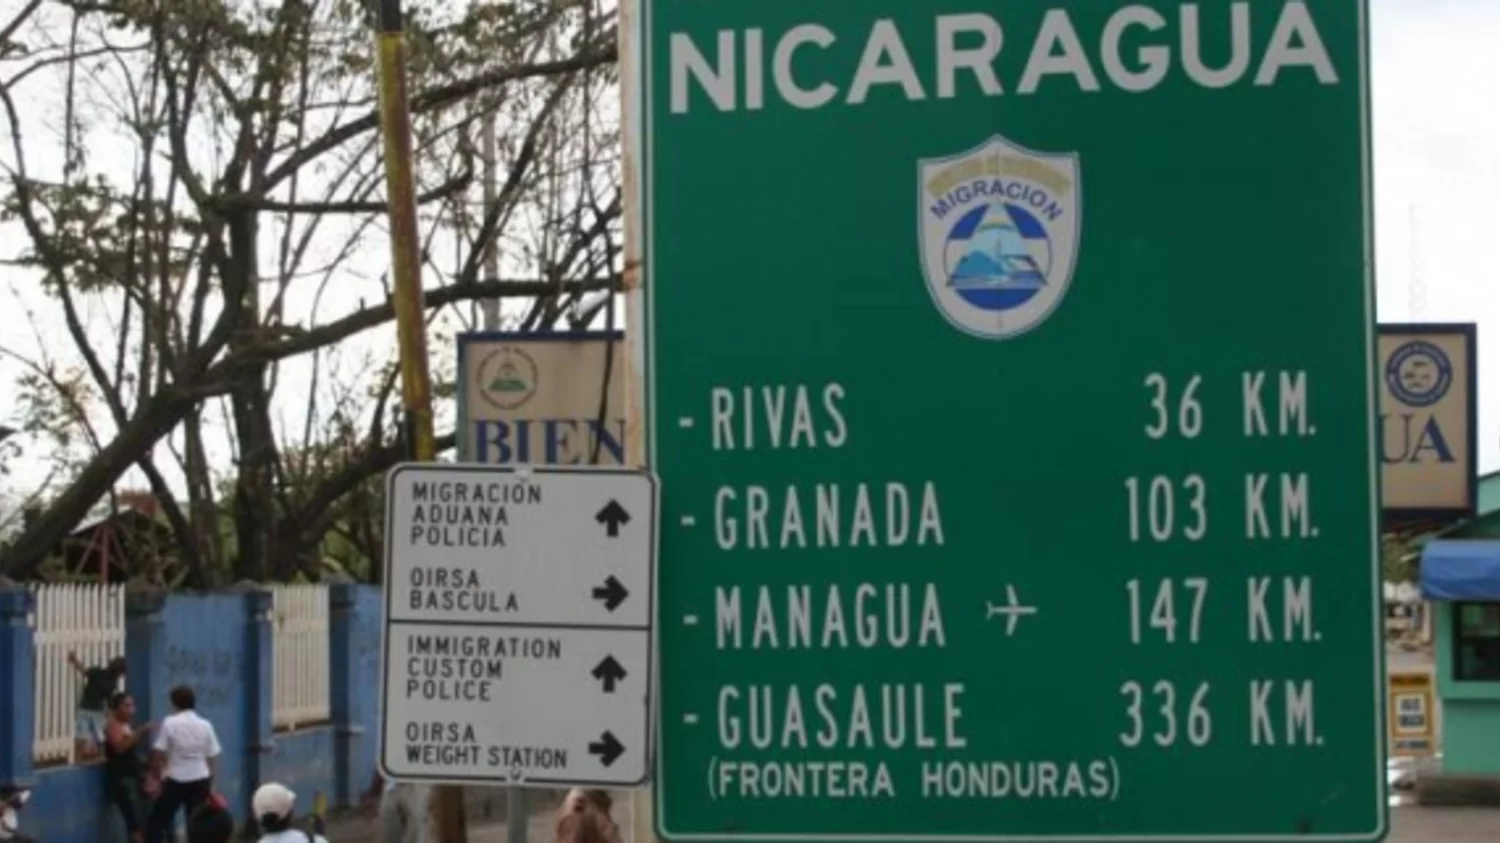 NICARAGUA
MIGRACION
- RIVAS 36 KM.
- GRANADA 103 KM.
- MANAGUA 147 KM.
- GUASAULE 336 KM.
(FRONTERA HONDURAS)
BIEN
UA
MIGRACIÓN
ADUANA
POLICIA
OIRSA
BASCULA
IMMIGRATION
CUSTOM
POLICE
OIRSA
WEIGHT STATION